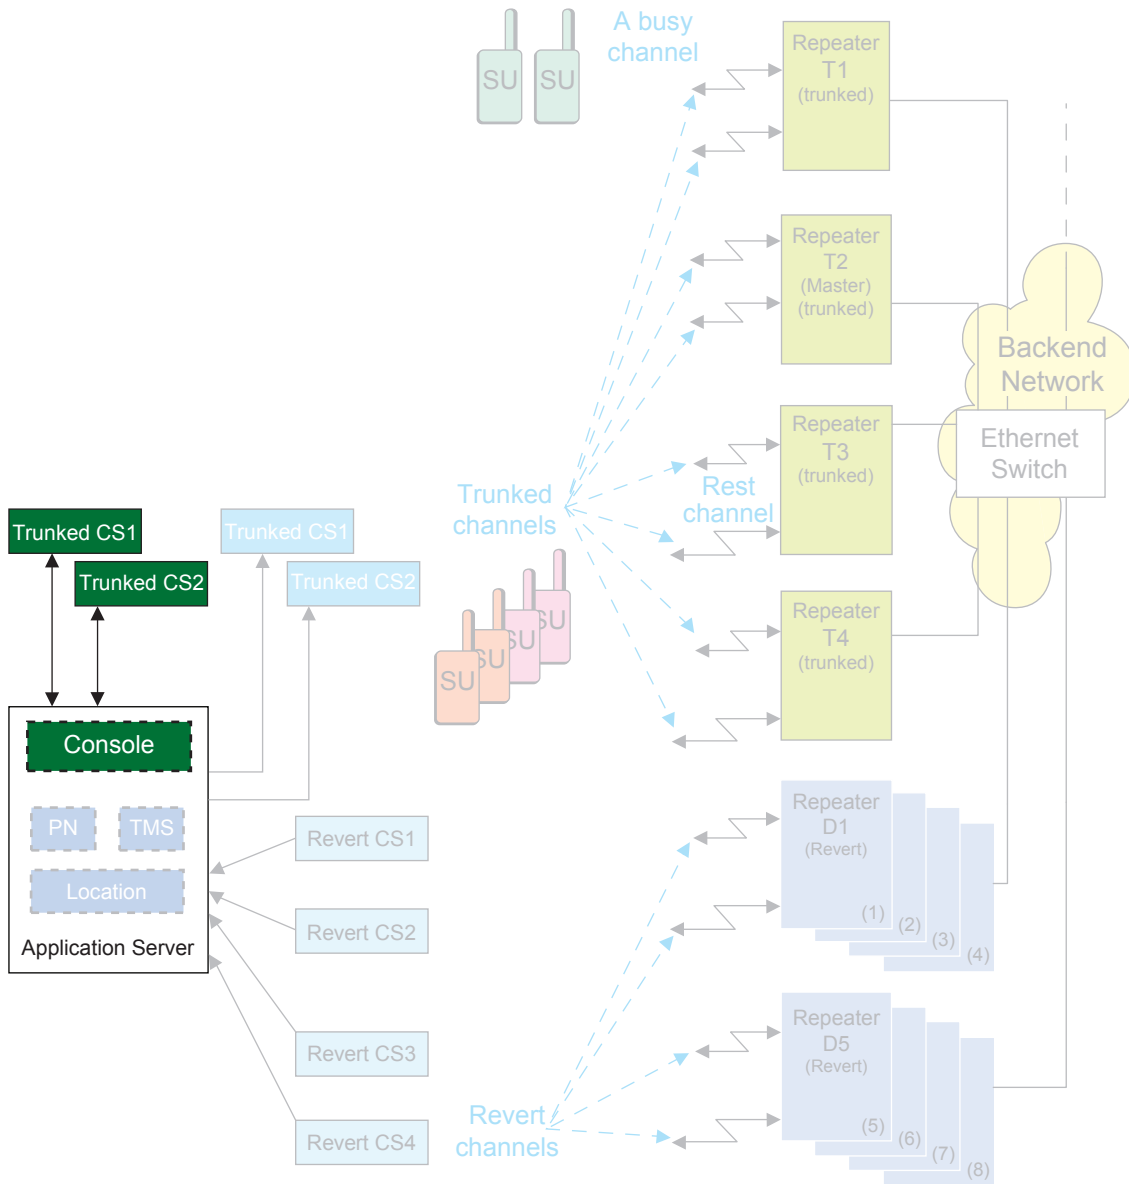 A busy
channel
SU
SU
Repeater
T1
(trunked)
Repeater
T2
(Master)
(trunked)
Backend
Network
Repeater
T3
(trunked)
Ethernet
Switch
Trunked
channels
Rest
channel
Trunked CS1
Trunked CS1
Trunked CS2
Trunked CS2
SU
SU
SU
SU
Repeater
T4
(trunked)
Console
PN
TMS
Location
Application Server
Revert CS1
Revert CS2
Revert CS3
Revert CS4
Repeater
D1
(Revert)
(1)
(2)
(3)
(4)
Repeater
D5
(Revert)
(5)
(6)
(7)
(8)
Revert
channels